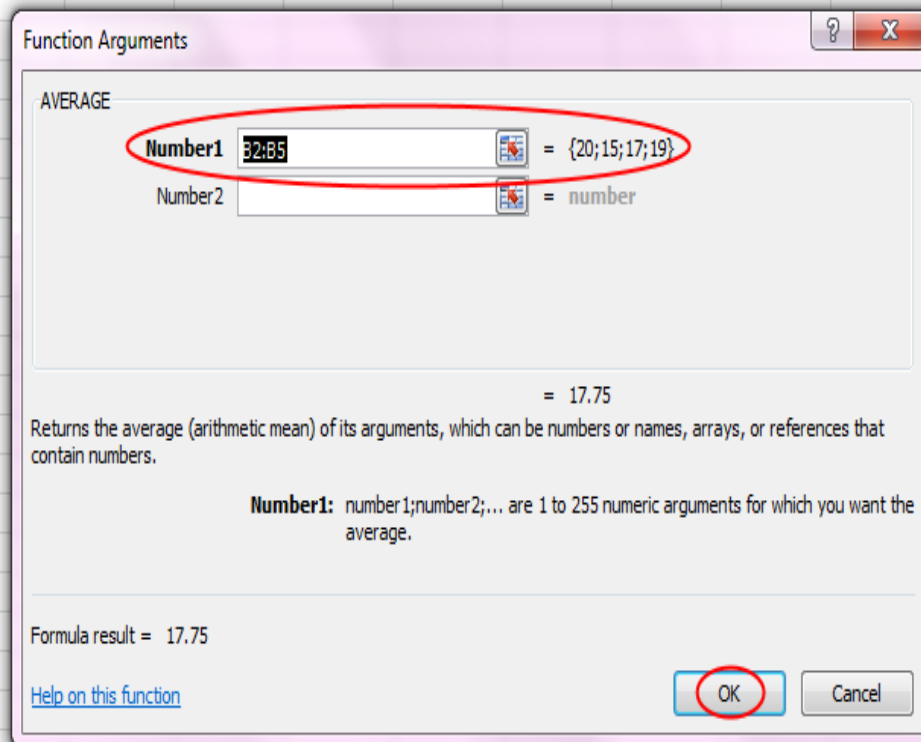 Function Arguments
AVERAGE
Number1 B2:B5 = {20;15;17;19}
Number2 = number
= 17.75
Returns the average (arithmetic mean) of its arguments, which can be numbers or names, arrays, or references that
contain numbers.
Number1: number1;number2;... are 1 to 255 numeric arguments for which you want the
average.
Formula result = 17.75
Help on this function
OK
Cancel